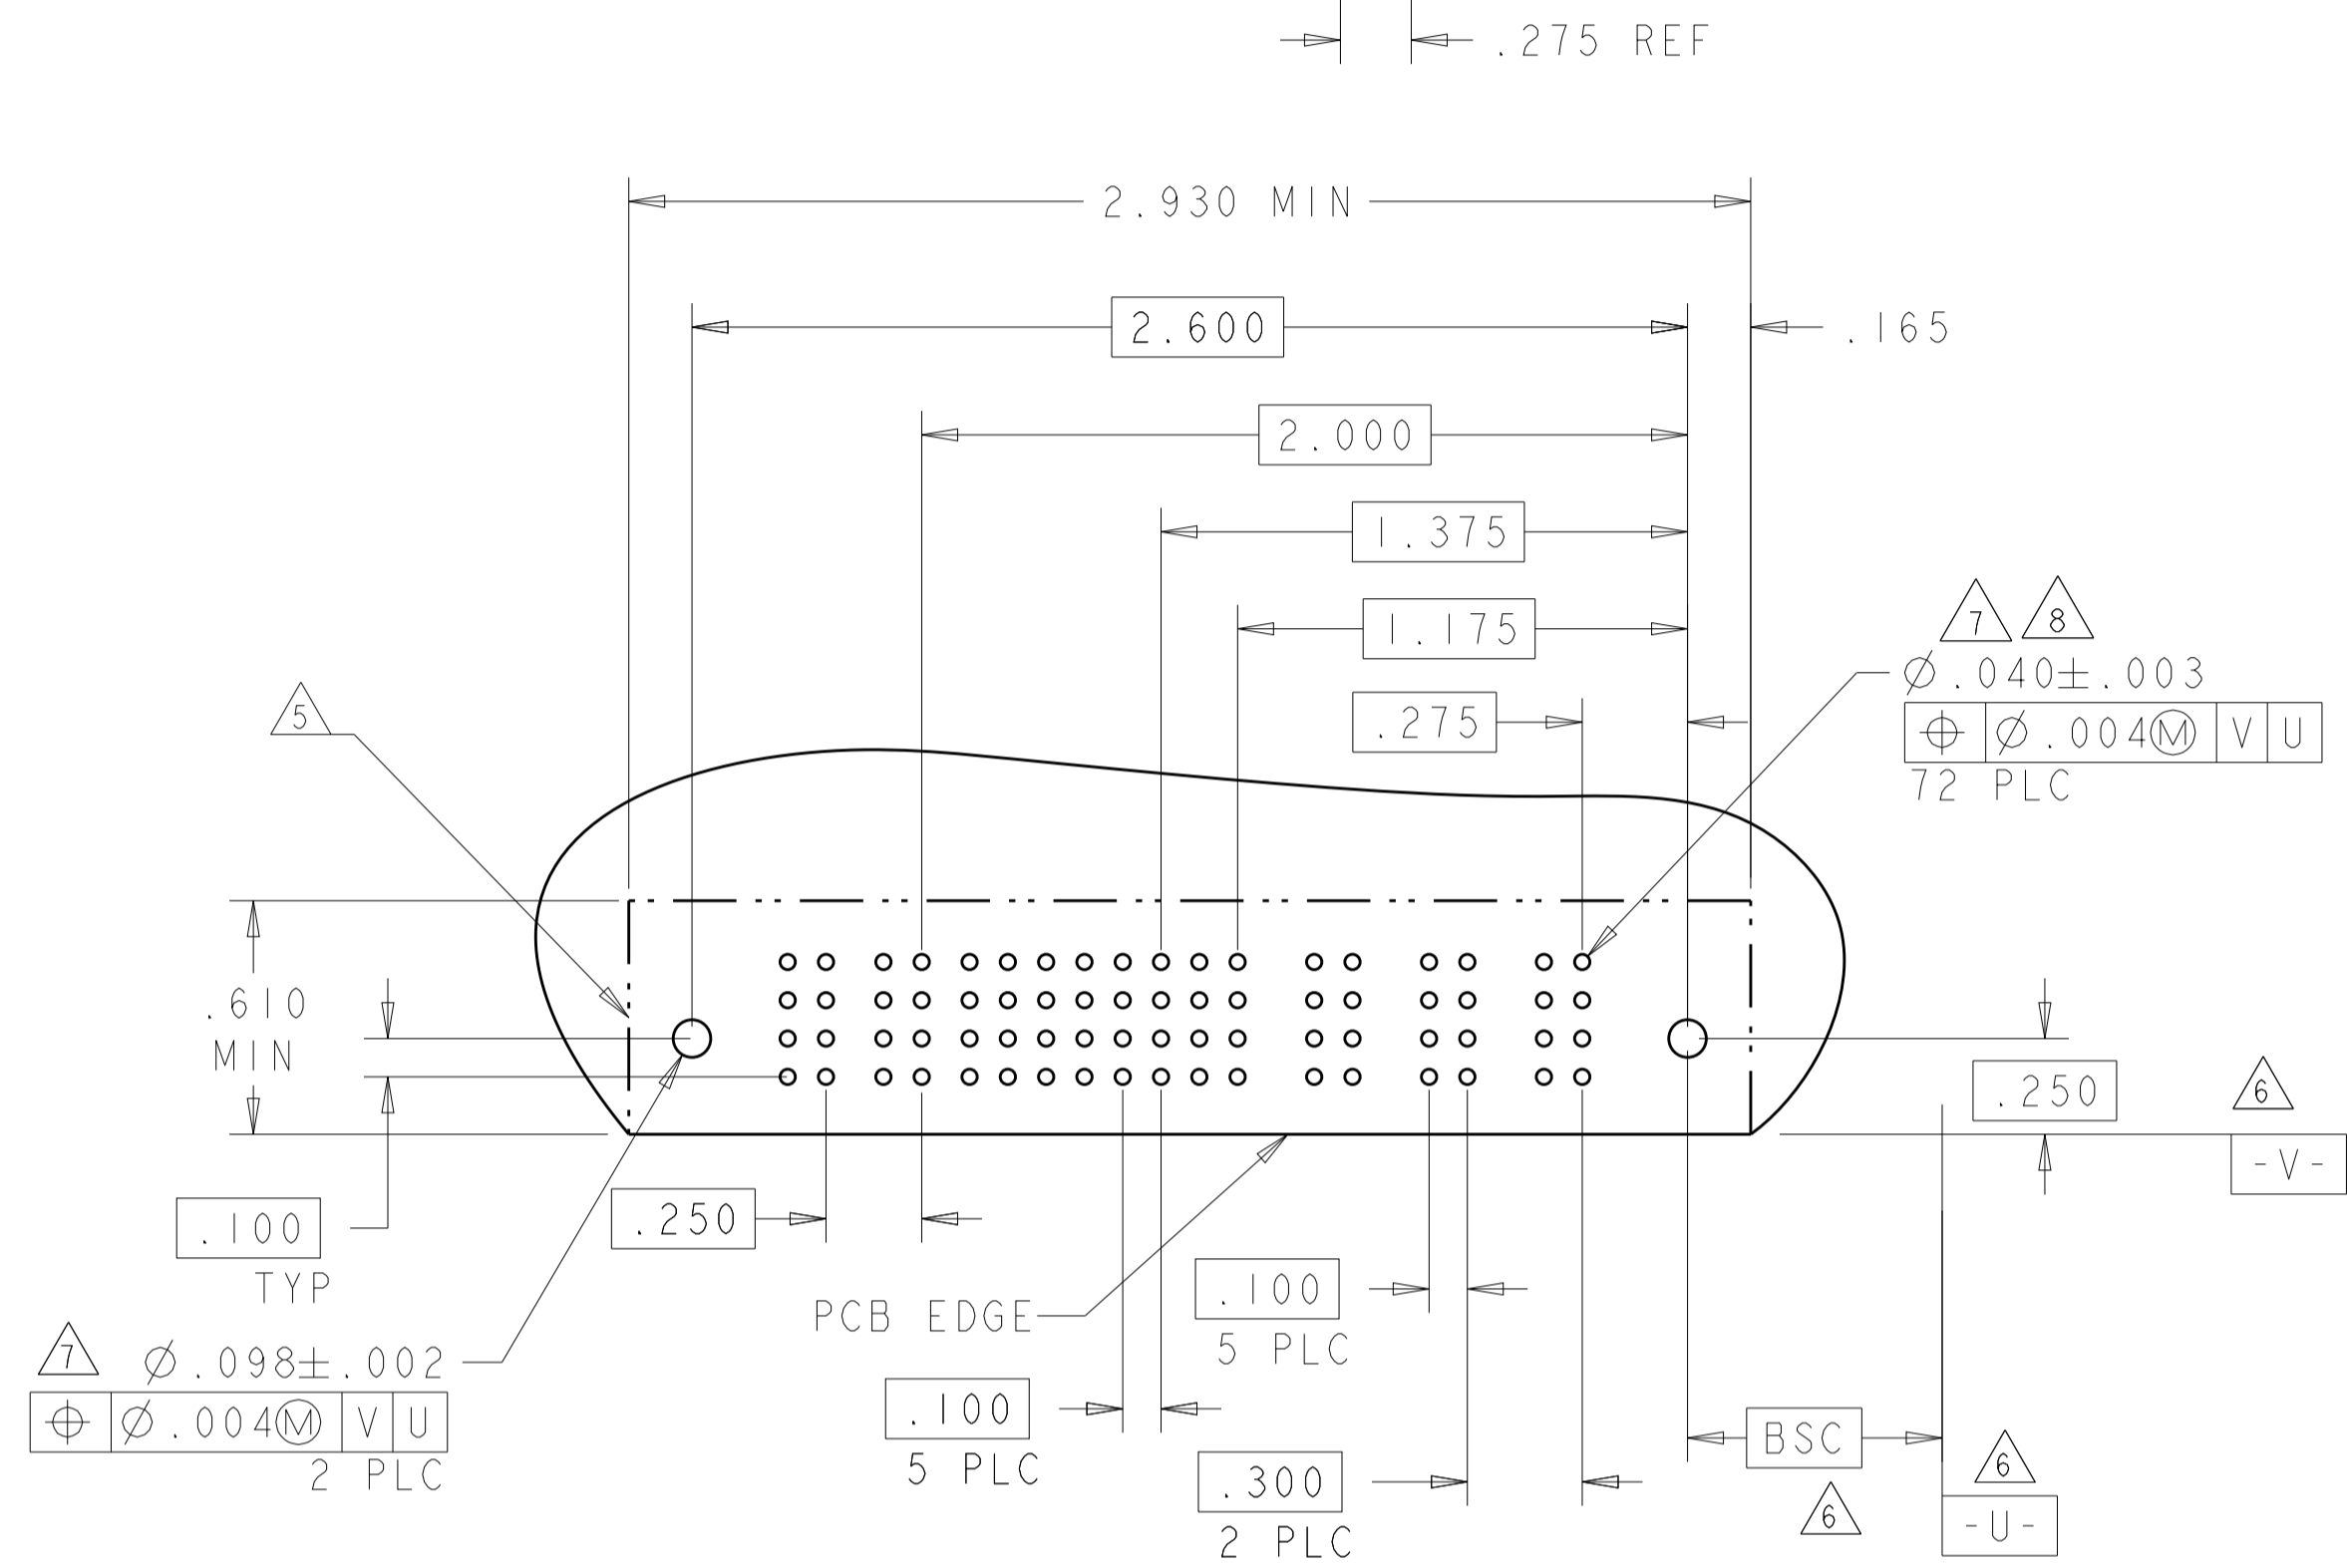 .275 REF
2.930 MIN
2.600
.165
2.000
1.375
1.175
7 8
Ø.040±.003
⌖ Ø.004Ⓜ V U
72 PLC
.275
5
.610
MIN
.250
6
-V-
.100
TYP
.250
PCB EDGE
.100
5 PLC
7
Ø.098±.002
⌖ Ø.004Ⓜ V U
2 PLC
.100
5 PLC
.300
2 PLC
BSC
6
6
-U-